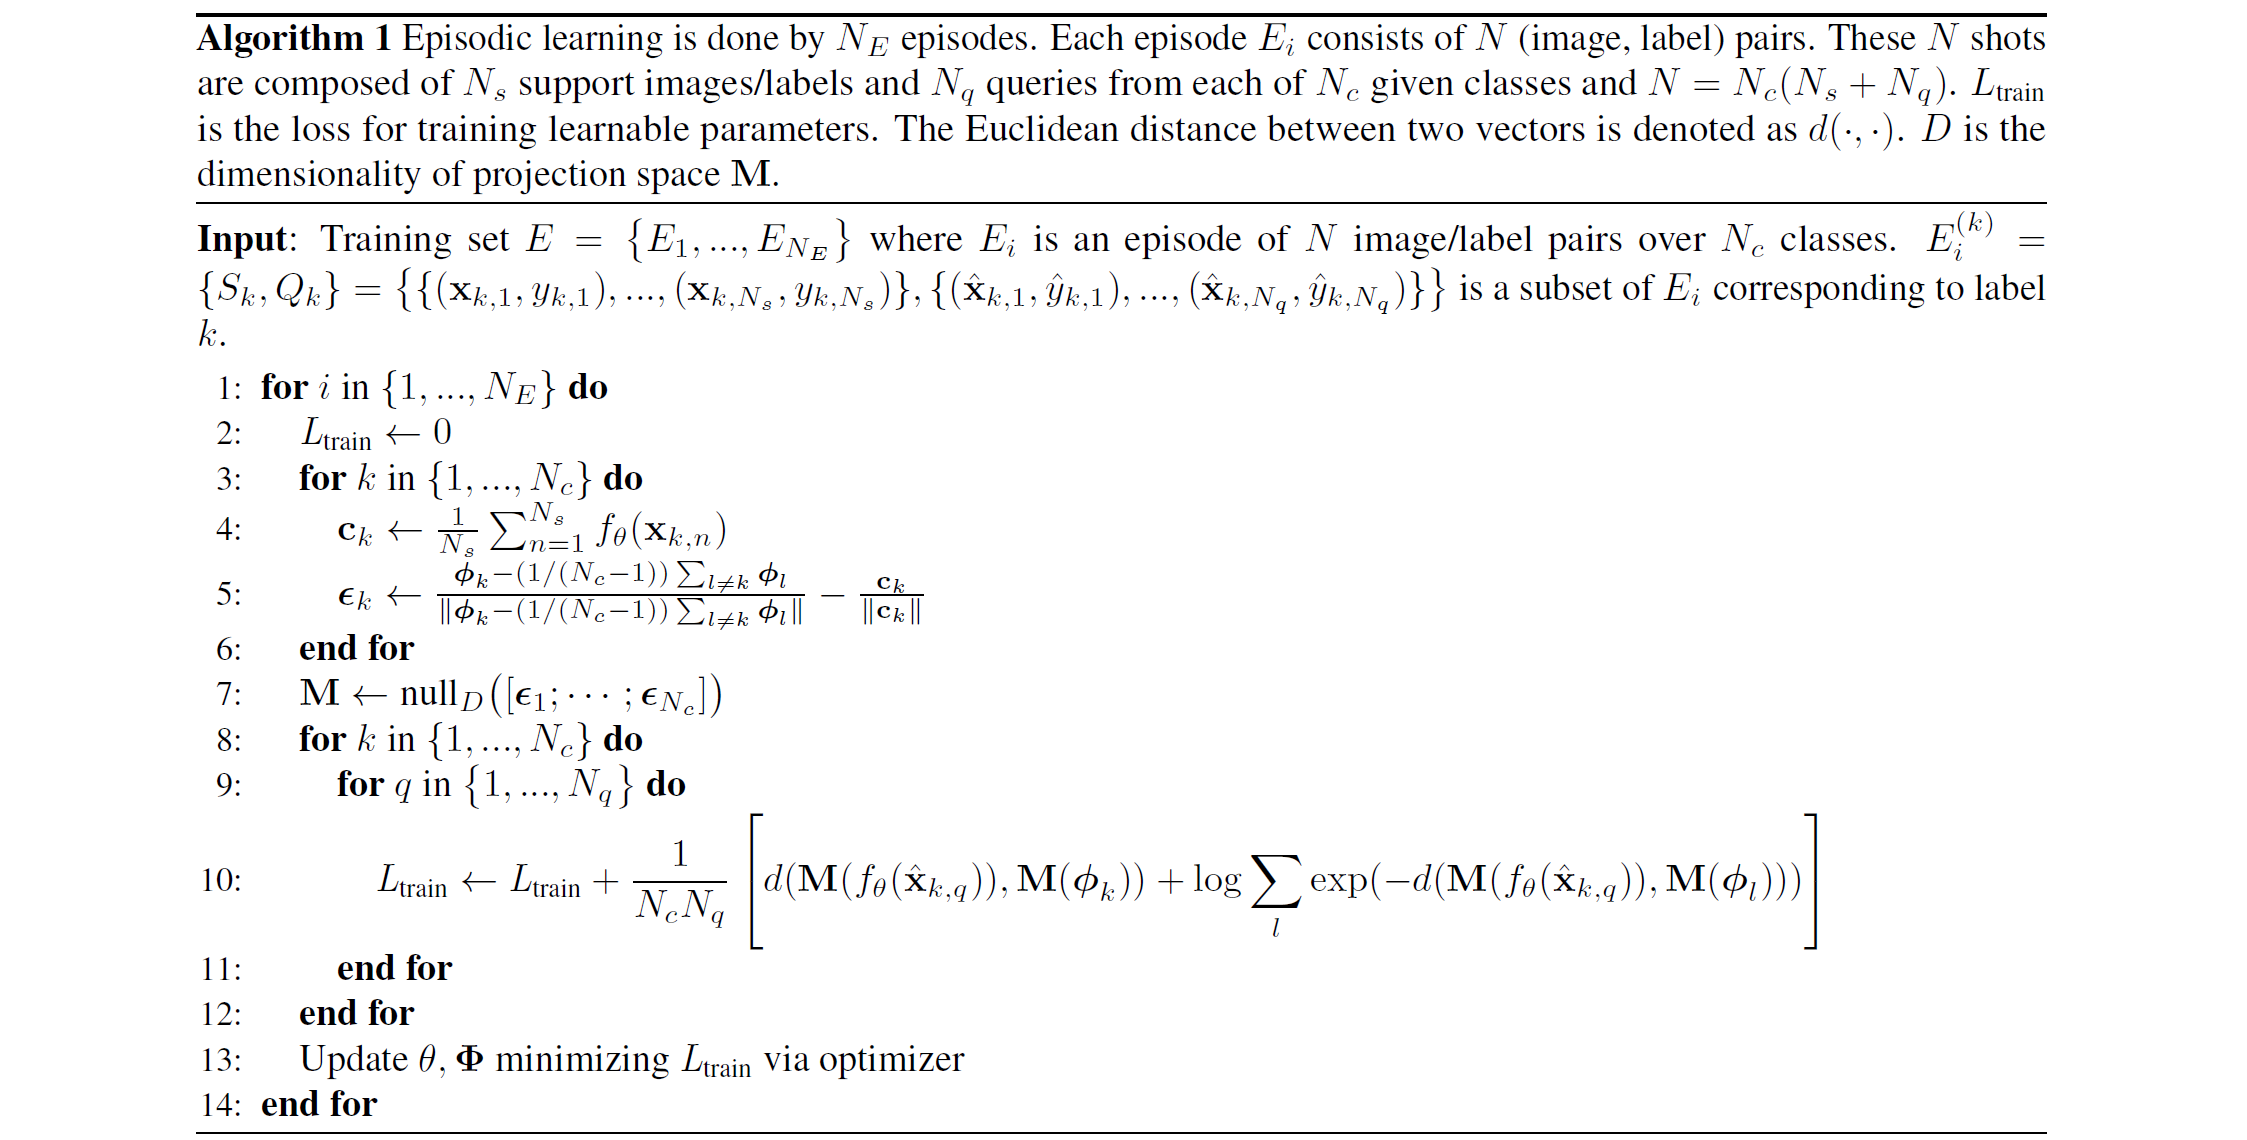 Algorithm 1 Episodic learning is done by $N_E$ episodes. Each episode $E_i$ consists of $N$ (image, label) pairs. These $N$ shots
are composed of $N_s$ support images/labels and $N_q$ queries from each of $N_c$ given classes and $N = N_c(N_s + N_q)$. $L_{\text{train}}$
is the loss for training learnable parameters. The Euclidean distance between two vectors is denoted as $d(\cdot, \cdot)$. $D$ is the
dimensionality of projection space $\mathbf{M}$.
Input: Training set $E = \{E_1, ..., E_{N_E}\}$ where $E_i$ is an episode of $N$ image/label pairs over $N_c$ classes. $E_i^{(k)} =$
$\{S_k, Q_k\} = \{\{(\mathbf{x}_{k,1}, y_{k,1}), ..., (\mathbf{x}_{k,N_s}, y_{k,N_s})\}, \{(\hat{\mathbf{x}}_{k,1}, \hat{y}_{k,1}), ..., (\hat{\mathbf{x}}_{k,N_q}, \hat{y}_{k,N_q})\}\}$ is a subset of $E_i$ corresponding to label
$k$.
1: for $i$ in $\{1, ..., N_E\}$ do
2: $L_{\text{train}} \leftarrow 0$
3: for $k$ in $\{1, ..., N_c\}$ do
4: $\mathbf{c}_k \leftarrow \frac{1}{N_s} \sum_{n=1}^{N_s} f_\theta(\mathbf{x}_{k,n})$
5: $\boldsymbol{\epsilon}_k \leftarrow \frac{\boldsymbol{\phi}_k - (1/(N_c-1)) \sum_{l \neq k} \boldsymbol{\phi}_l}{\|\boldsymbol{\phi}_k - (1/(N_c-1)) \sum_{l \neq k} \boldsymbol{\phi}_l\|} - \frac{\mathbf{c}_k}{\|\mathbf{c}_k\|}$
6: end for
7: $\mathbf{M} \leftarrow \text{null}_D([\boldsymbol{\epsilon}_1; \cdots; \boldsymbol{\epsilon}_{N_c}])$
8: for $k$ in $\{1, ..., N_c\}$ do
9: for $q$ in $\{1, ..., N_q\}$ do
10: $L_{\text{train}} \leftarrow L_{\text{train}} + \frac{1}{N_c N_q} \left[ d(\mathbf{M}(f_\theta(\hat{\mathbf{x}}_{k,q})), \mathbf{M}(\boldsymbol{\phi}_k)) + \log \sum_l \exp(-d(\mathbf{M}(f_\theta(\hat{\mathbf{x}}_{k,q})), \mathbf{M}(\boldsymbol{\phi}_l))) \right]$
11: end for
12: end for
13: Update $\theta, \boldsymbol{\Phi}$ minimizing $L_{\text{train}}$ via optimizer
14: end for